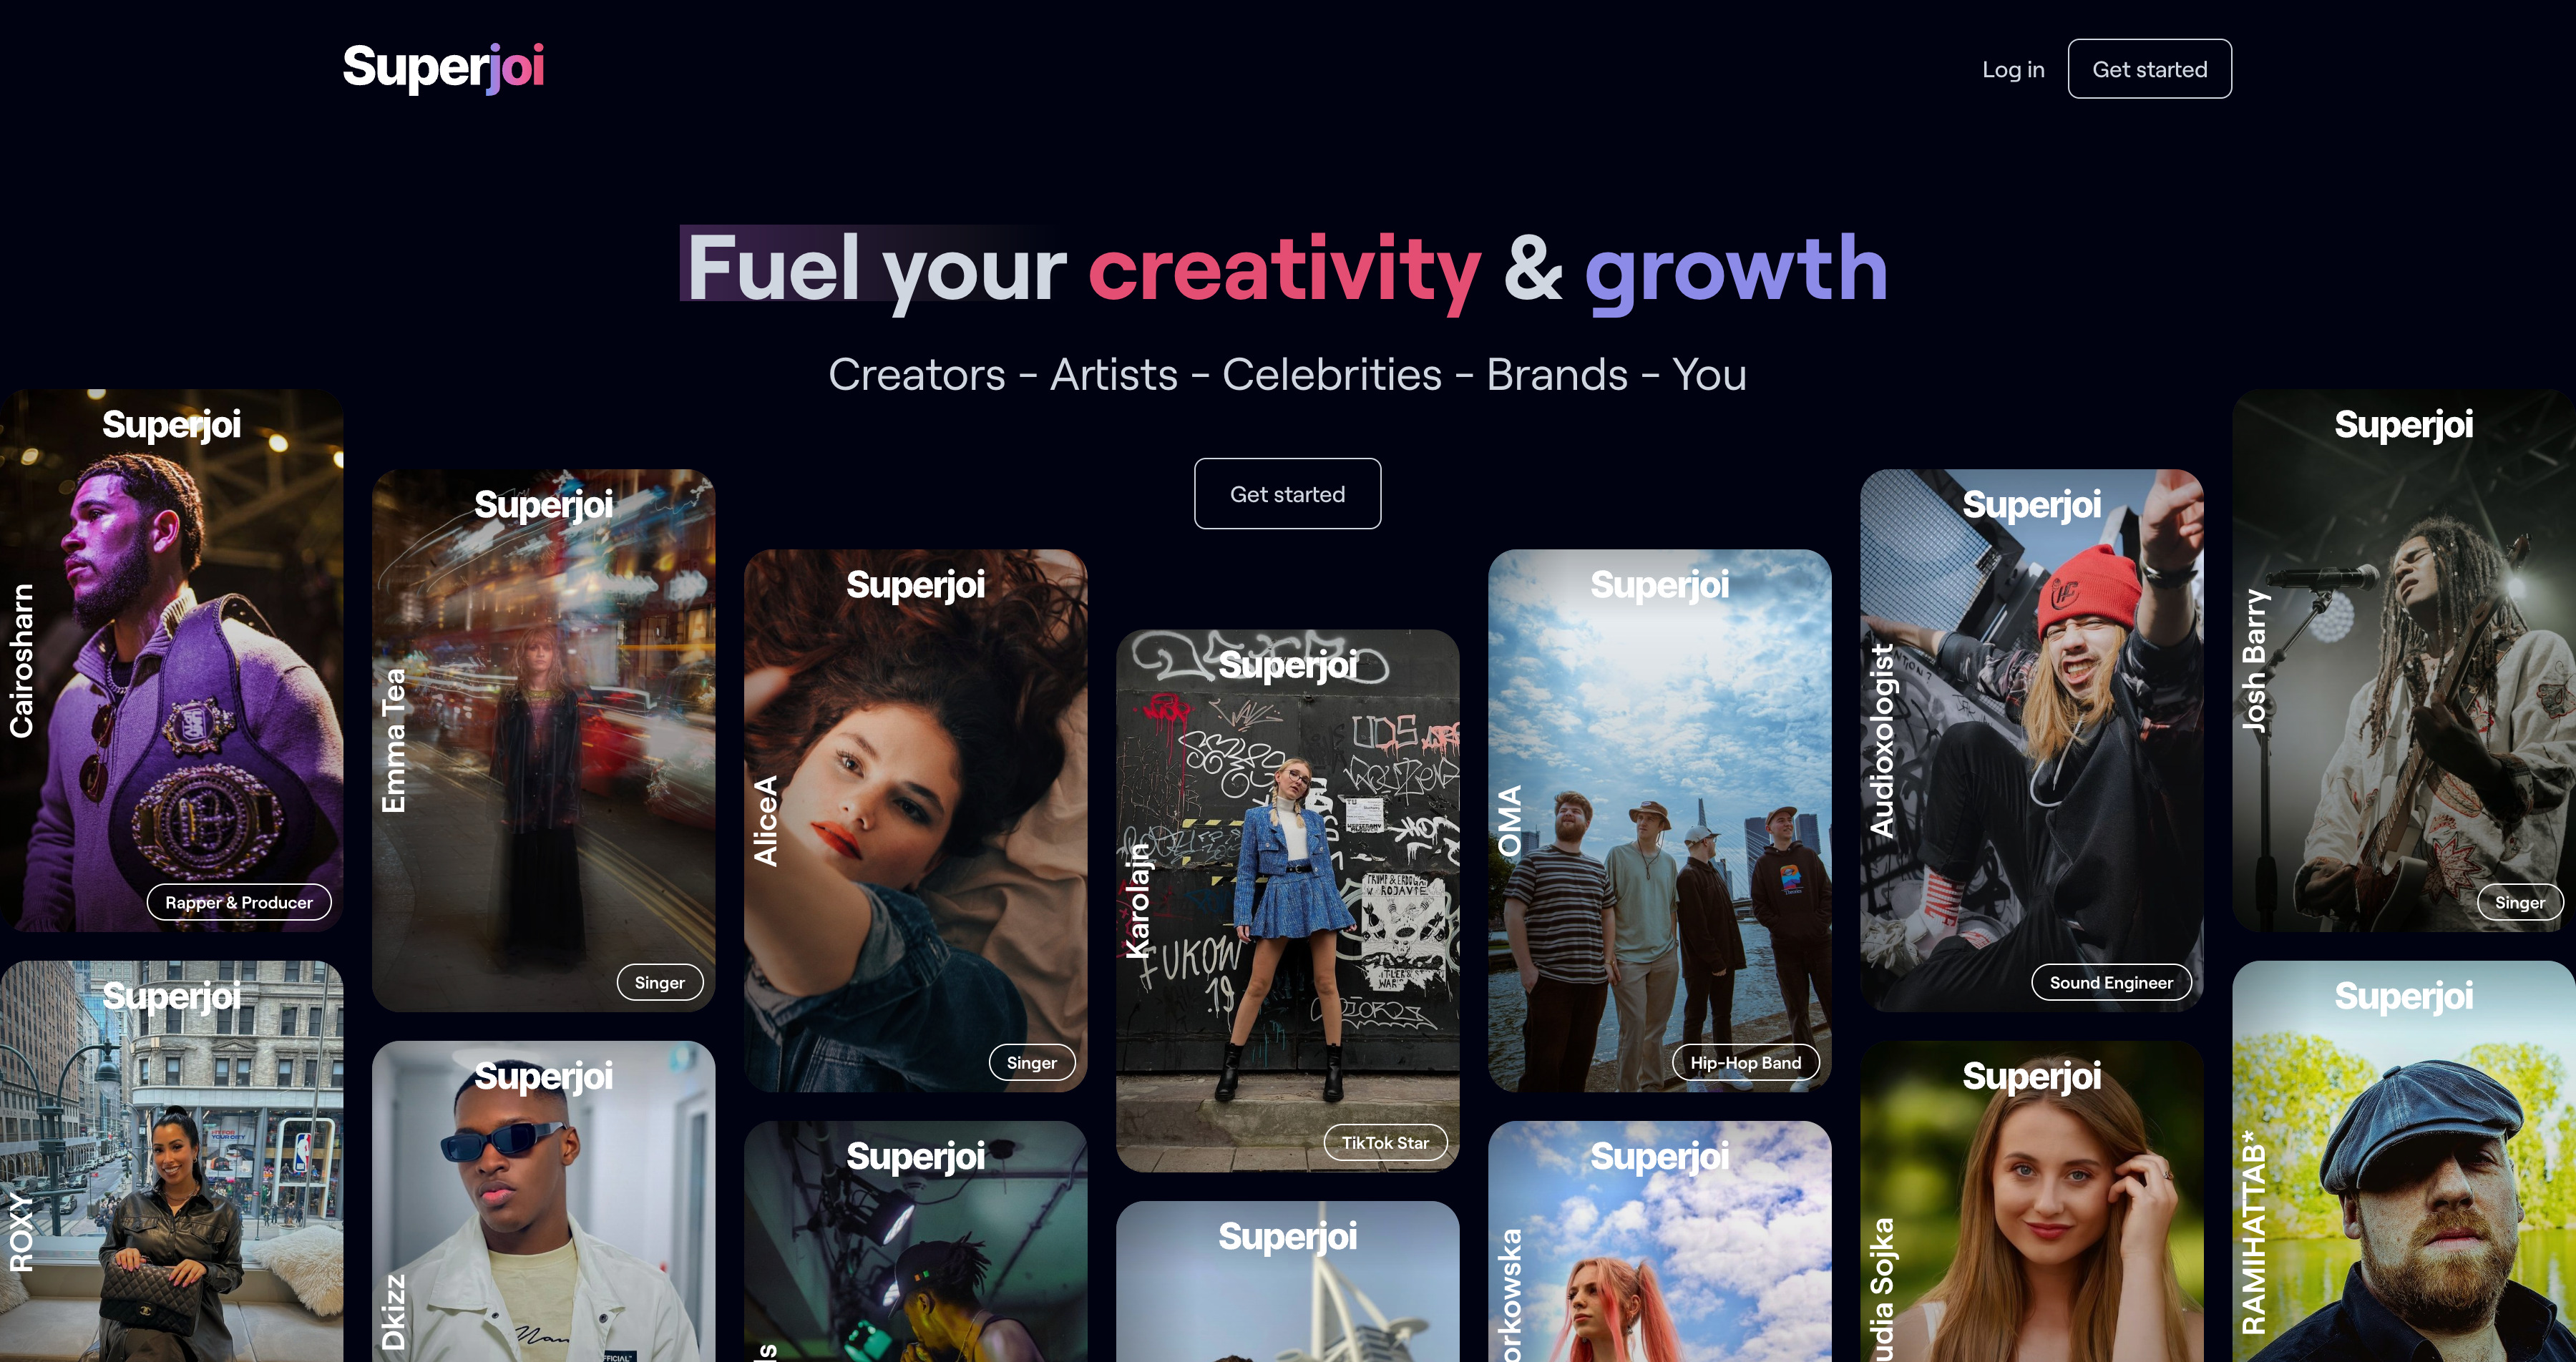 Superjoi
Log in
Get started
Fuel your creativity & growth
Creators - Artists - Celebrities - Brands - You
Get started
Superjoi
Cairosharn
Rapper & Producer
Superjoi
Emma Tea
Singer
Superjoi
AliceA
Singer
Superjoi
Karolajn
FUKOW
19
TikTok Star
Superjoi
OMA
Hip-Hop Band
Superjoi
Audioxologist
Sound Engineer
Superjoi
Josh Barry
Singer
Superjoi
ROXY
Superjoi
Dkizz
Superjoi
ls
Superjoi
Superjoi
orkowska
Superjoi
udia Sojka
Superjoi
RAMIHATTAB*